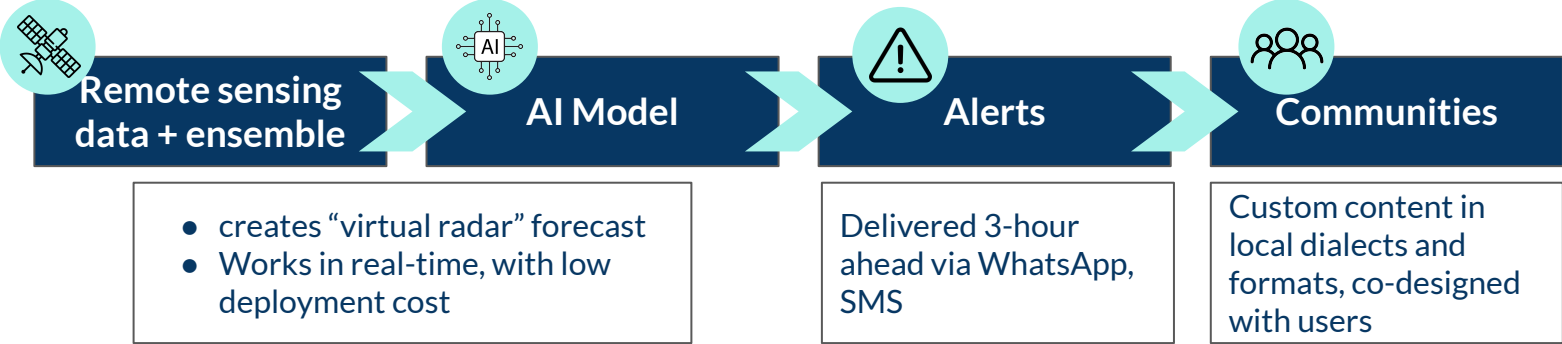 Remote sensing
data + ensemble
AI
AI Model
Alerts
Communities
● creates “virtual radar” forecast
● Works in real-time, with low
deployment cost
Delivered 3-hour
ahead via WhatsApp,
SMS
Custom content in
local dialects and
formats, co-designed
with users